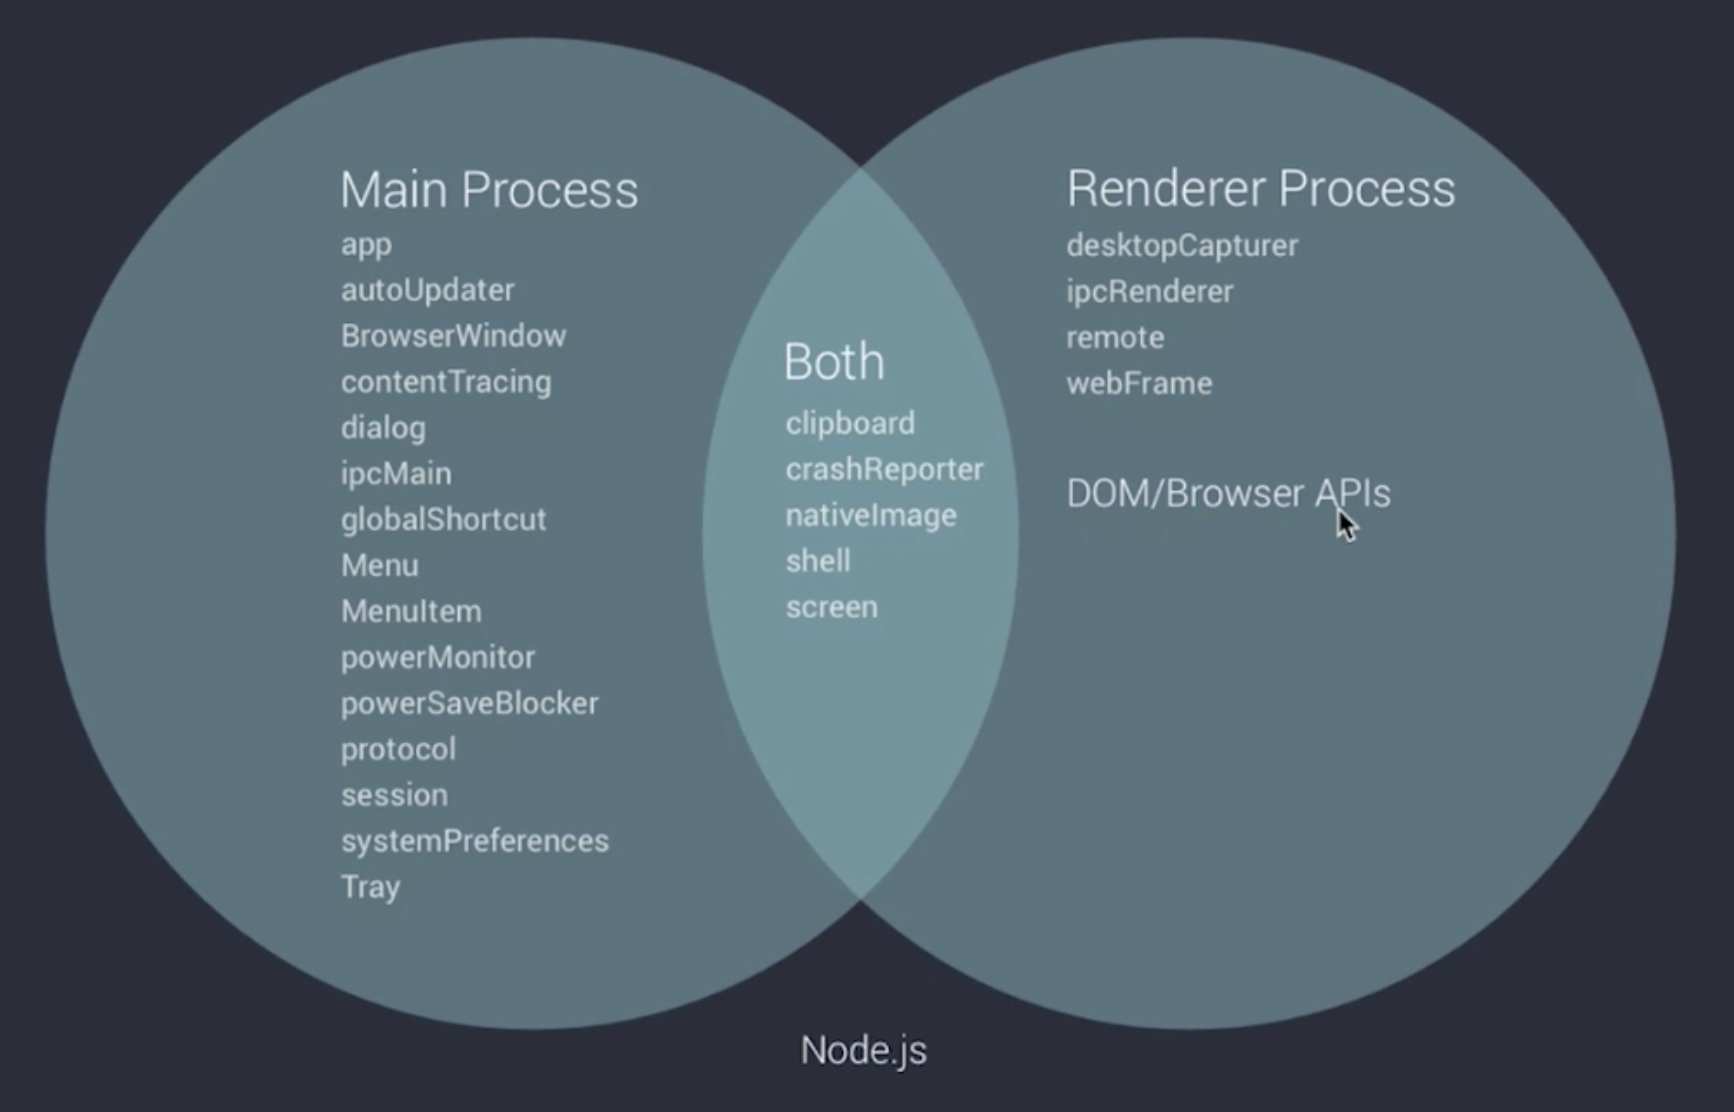 Main Process
app
autoUpdater
BrowserWindow
contentTracing
dialog
ipcMain
globalShortcut
Menu
MenuItem
powerMonitor
powerSaveBlocker
protocol
session
systemPreferences
Tray
Both
clipboard
crashReporter
nativeImage
shell
screen
Renderer Process
desktopCapturer
ipcRenderer
remote
webFrame
DOM/Browser APIs
Node.js